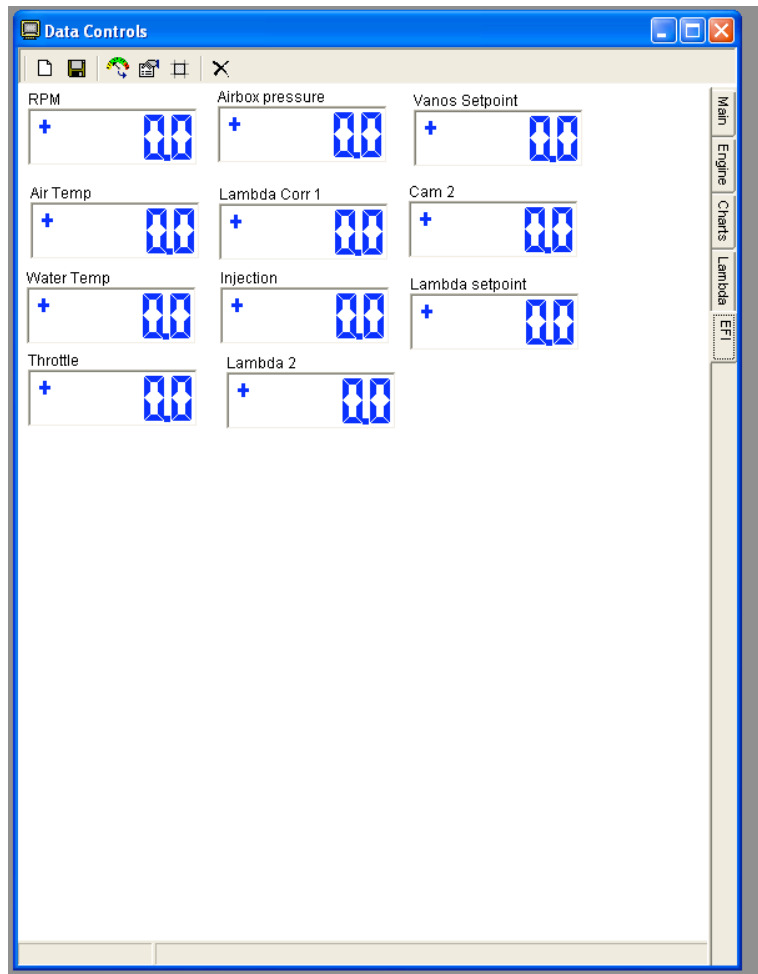 Data Controls
RPM
+ 0.0
Airbox pressure
+ 0.0
Vanos Setpoint
+ 0.0
Air Temp
+ 0.0
Lambda Corr 1
+ 0.0
Cam 2
+ 0.0
Water Temp
+ 0.0
Injection
+ 0.0
Lambda setpoint
+ 0.0
Throttle
+ 0.0
Lambda 2
+ 0.0
Main
Engine
Charts
Lambda
EFI